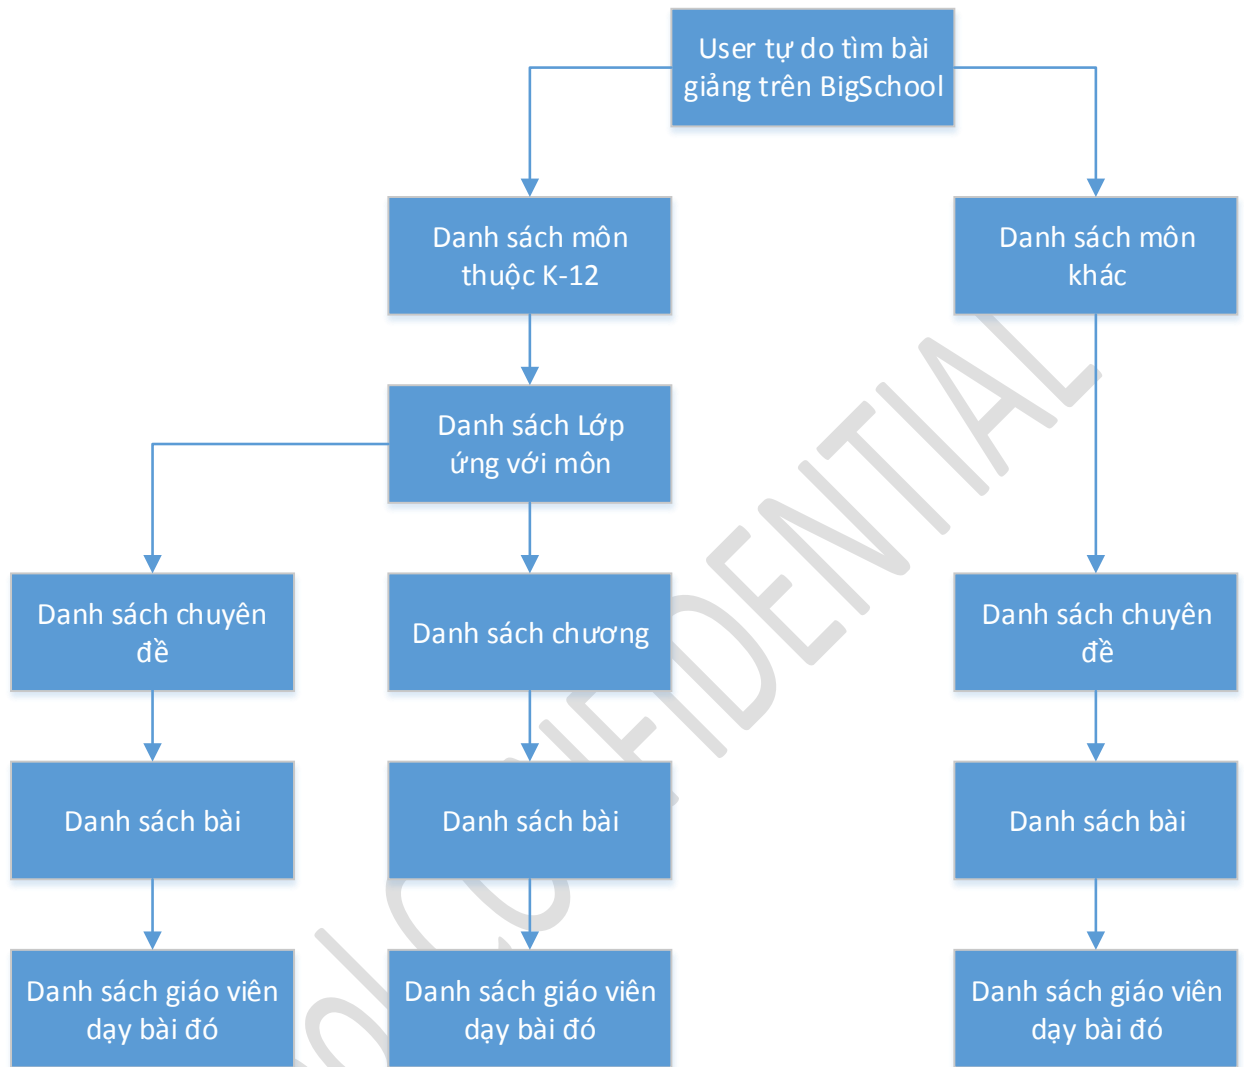 User tự do tìm bài
giảng trên BigSchool
Danh sách môn
thuộc K-12
Danh sách môn
khác
Danh sách Lớp
ứng với môn
Danh sách chuyên
đề
Danh sách chương
Danh sách chuyên
đề
Danh sách bài
Danh sách bài
Danh sách bài
Danh sách giáo viên
dạy bài đó
Danh sách giáo viên
dạy bài đó
Danh sách giáo viên
dạy bài đó
CONFIDENTIAL